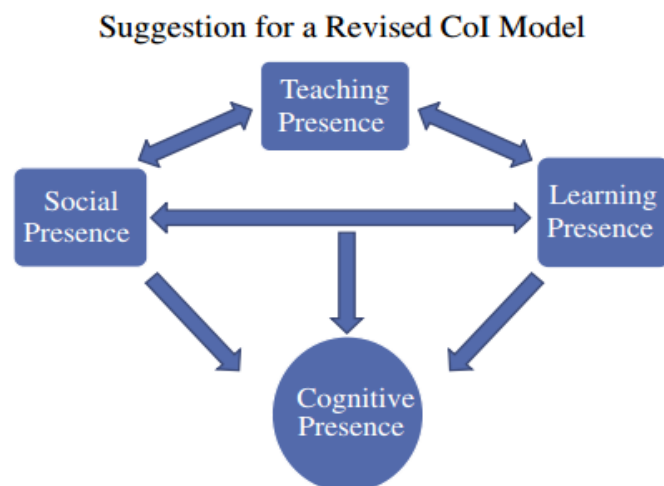 Suggestion for a Revised CoI Model
Teaching
Presence
Social
Presence
Learning
Presence
Cognitive
Presence